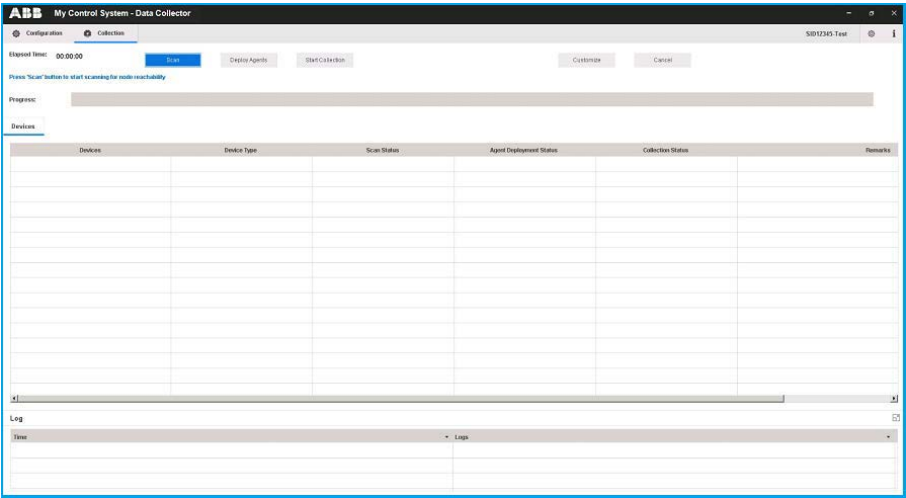 ABB My Control System - Data Collector
Configuration Collection SID12345-Test
Elapsed Time: 00:00:00 Scan Deploy Agents Start Collection Customize Cancel
Press 'Scan' button to start scanning for node reachability
Progress:
Devices
Devices Device Type Scan Status Agent Deployement Status Collection Status Remarks
Log
Time Logs